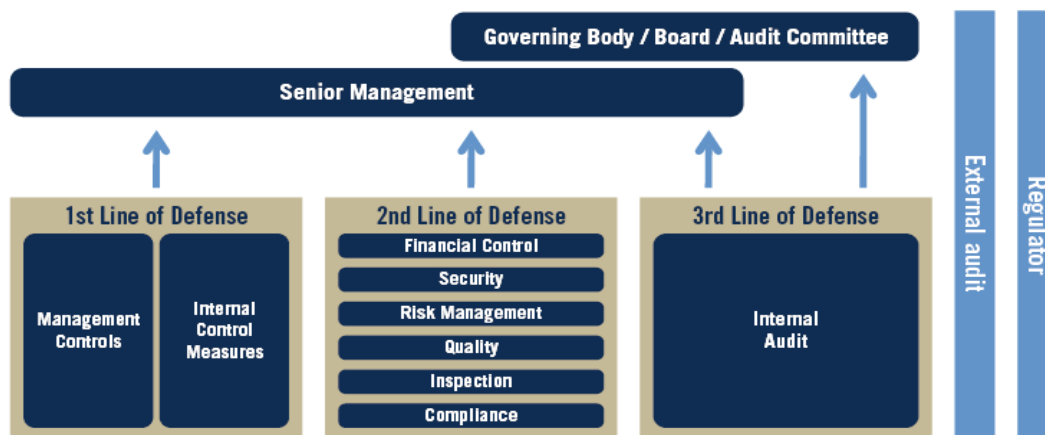 Governing Body / Board / Audit Committee
Senior Management
1st Line of Defense
Management
Controls
Internal
Control
Measures
2nd Line of Defense
Financial Control
Security
Risk Management
Quality
Inspection
Compliance
3rd Line of Defense
Internal
Audit
External audit
Regulator